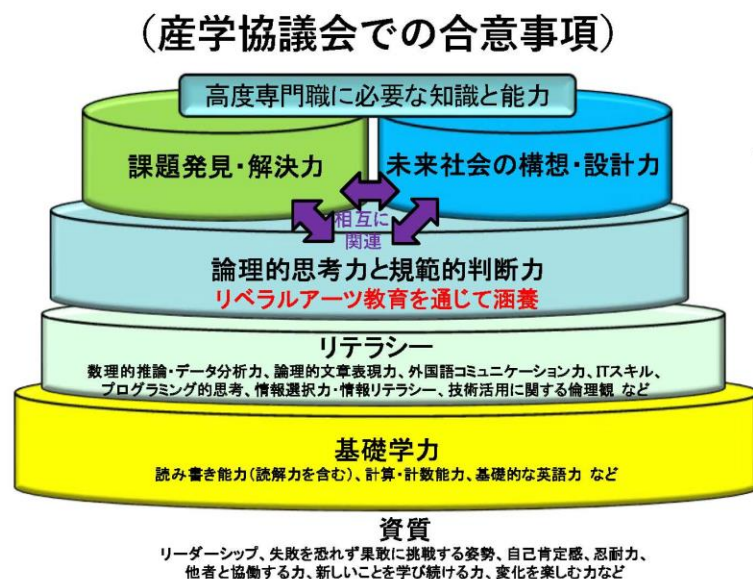 （産学協議会での合意事項）
高度専門職に必要な知識と能力
課題発見・解決力
未来社会の構想・設計力
相互に
関連
論理的思考力と規範的判断力
リベラルアーツ教育を通じて涵養
リテラシー
数理的推論・データ分析力、論理的文章表現力、外国語コミュニケーション力、ITスキル、
プログラミング的思考、情報選択力・情報リテラシー、技術活用に関する倫理観 など
基礎学力
読み書き能力（読解力を含む）、計算・計数能力、基礎的な英語力 など
資質
リーダーシップ、失敗を恐れず果敢に挑戦する姿勢、自己肯定感、忍耐力、
他者と協働する力、新しいことを学び続ける力、変化を楽しむ力など